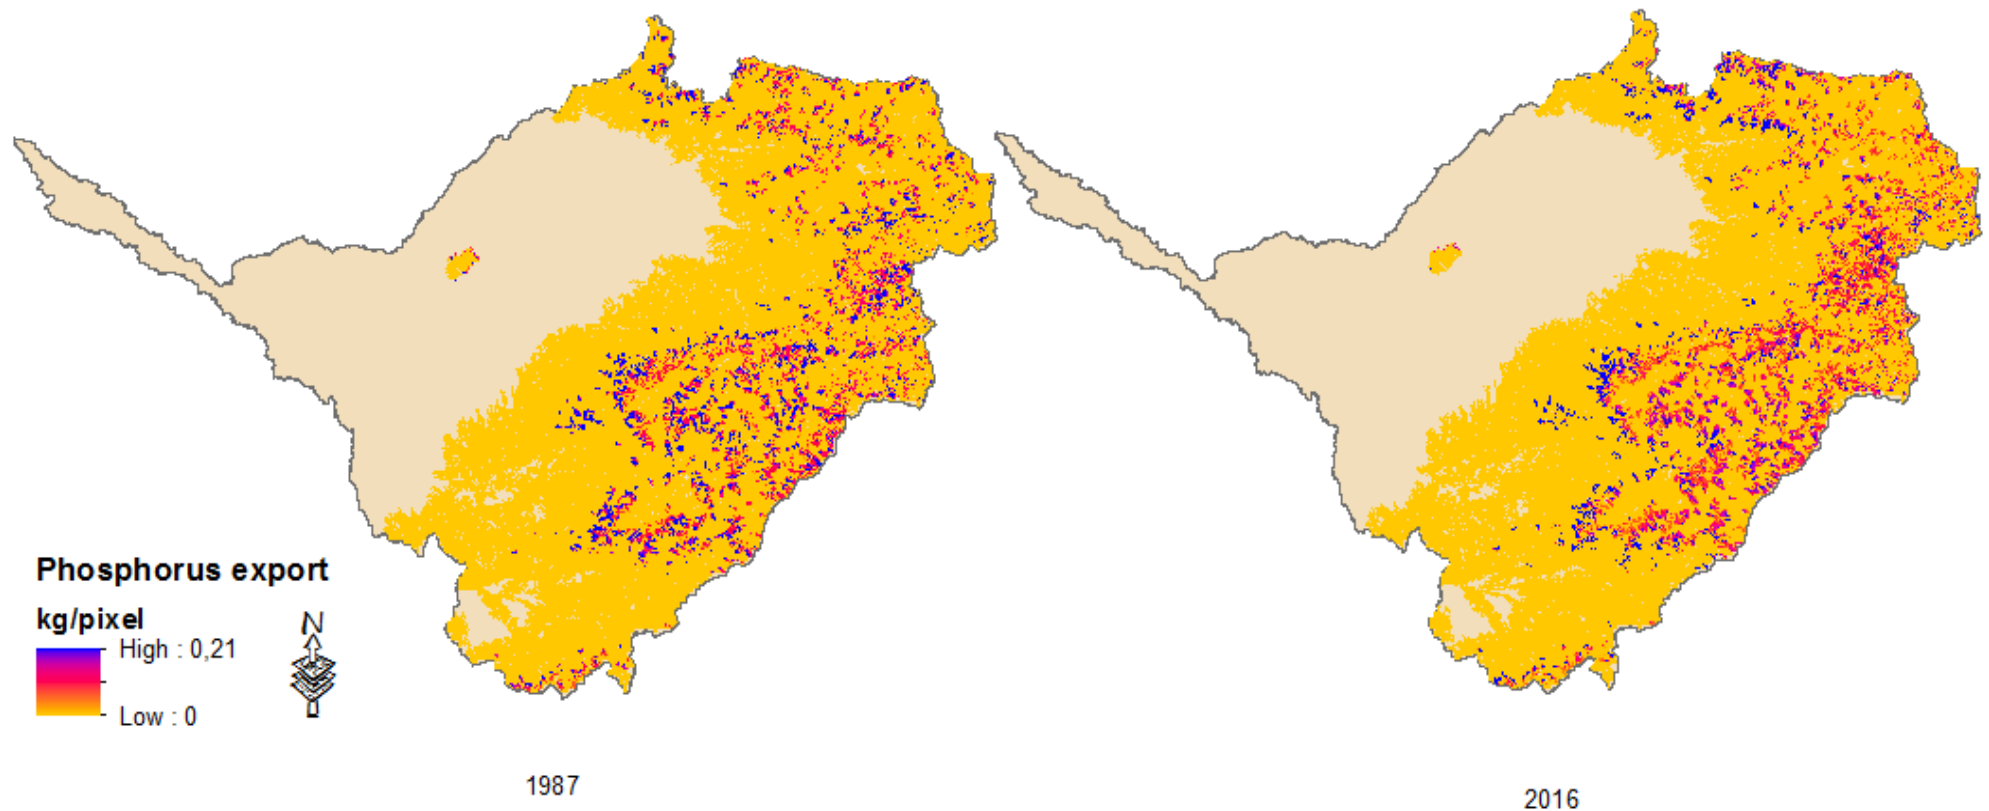 Phosphorus export
kg/pixel
High : 0,21
Low : 0
N
1987
2016